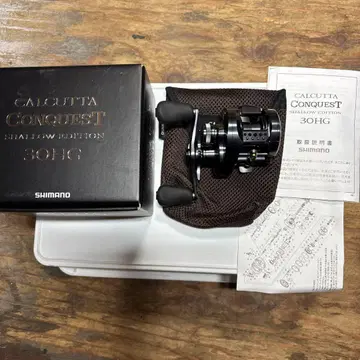 CALCUTTA
CONQUEST
SHALLOW EDITION
30HG
SHIMANO
CALCUTTA
CONQUEST
SHALLOW EDITION
30HG
取扱説明書
SHIMANO